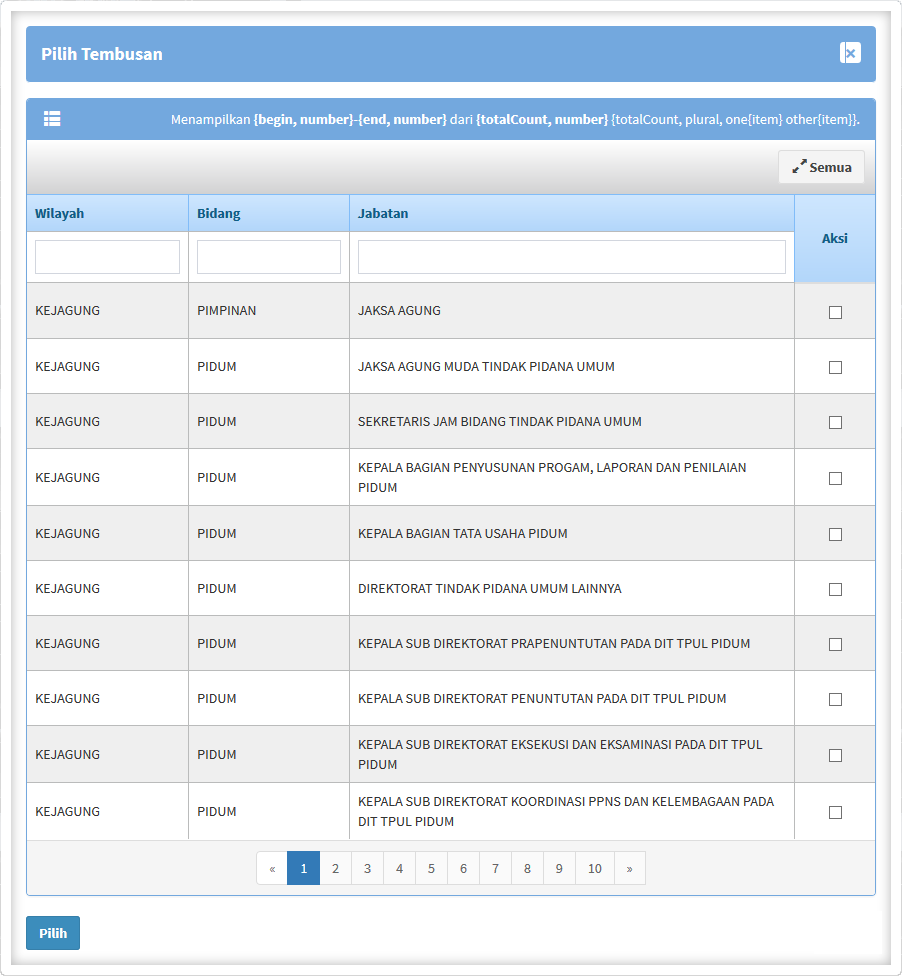 Pilih Tembusan
Menampilkan {begin, number}-{end, number} dari {totalCount, number} {totalCount, plural, one{item} other{item}}.
Semua
Wilayah Bidang Jabatan Aksi
KEJAGUNG PIMPINAN JAKSA AGUNG
KEJAGUNG PIDUM JAKSA AGUNG MUDA TINDAK PIDANA UMUM
KEJAGUNG PIDUM SEKRETARIS JAM BIDANG TINDAK PIDANA UMUM
KEJAGUNG PIDUM KEPALA BAGIAN PENYUSUNAN PROGAM, LAPORAN DAN PENILAIAN
PIDUM
KEJAGUNG PIDUM KEPALA BAGIAN TATA USAHA PIDUM
KEJAGUNG PIDUM DIREKTORAT TINDAK PIDANA UMUM LAINNYA
KEJAGUNG PIDUM KEPALA SUB DIREKTORAT PRAPENUNTUTAN PADA DIT TPUL PIDUM
KEJAGUNG PIDUM KEPALA SUB DIREKTORAT PENUNTUTAN PADA DIT TPUL PIDUM
KEJAGUNG PIDUM KEPALA SUB DIREKTORAT EKSEKUSI DAN EKSAMINASI PADA DIT TPUL
PIDUM
KEJAGUNG PIDUM KEPALA SUB DIREKTORAT KOORDINASI PPNS DAN KELEMBAGAAN PADA
DIT TPUL PIDUM
« 1 2 3 4 5 6 7 8 9 10 »
Pilih